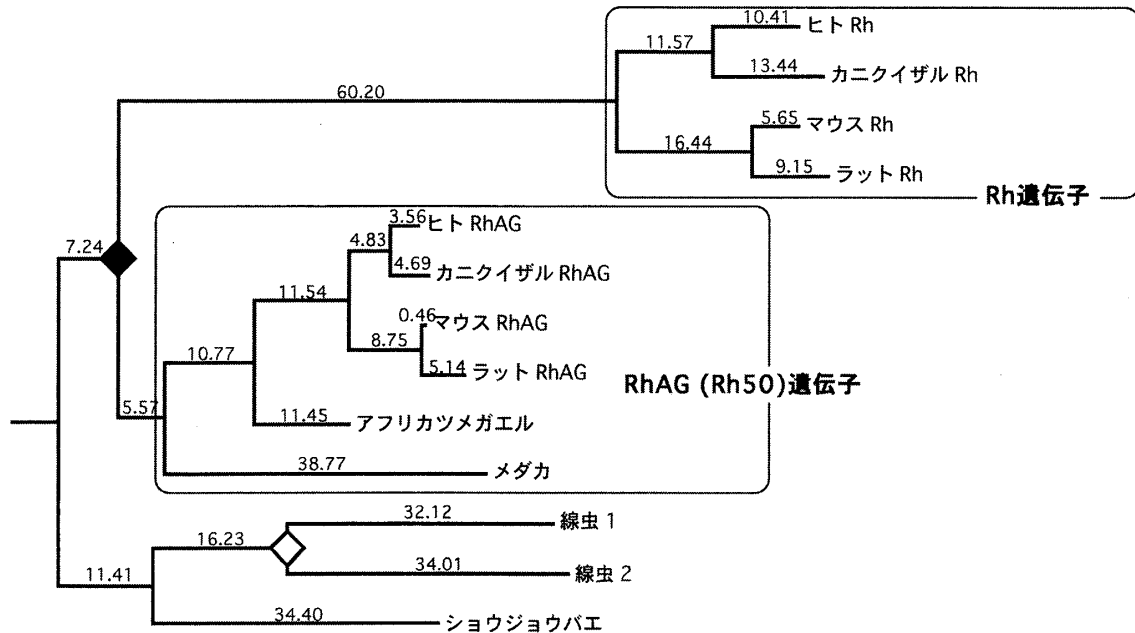 10.41 ヒト Rh
11.57
13.44 カニクイザル Rh
60.20
5.65 マウス Rh
16.44
9.15 ラット Rh
Rh遺伝子
3.56 ヒト RhAG
4.83
7.24
4.69 カニクイザル RhAG
11.54
0.46 マウス RhAG
8.75
10.77
5.14 ラット RhAG
RhAG (Rh50)遺伝子
5.57
11.45 アフリカツメガエル
38.77 メダカ
32.12 線虫 1
16.23
34.01 線虫 2
11.41
34.40 ショウジョウバエ